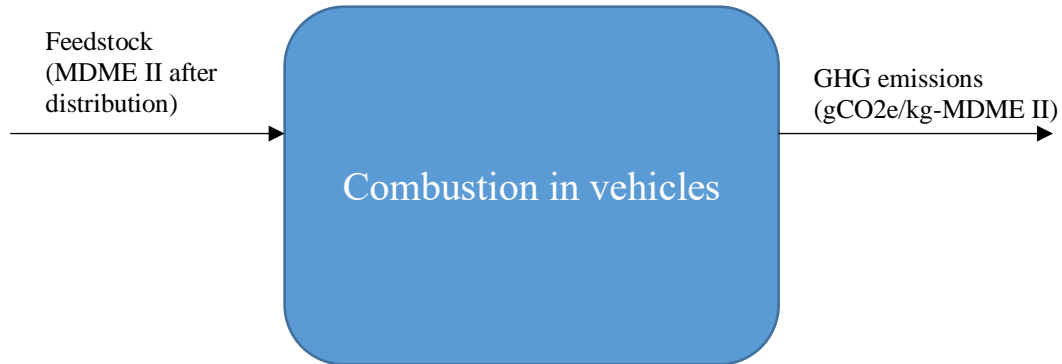 Feedstock
(MDME II after
distribution)
Combustion in vehicles
GHG emissions
(gCO2e/kg-MDME II)